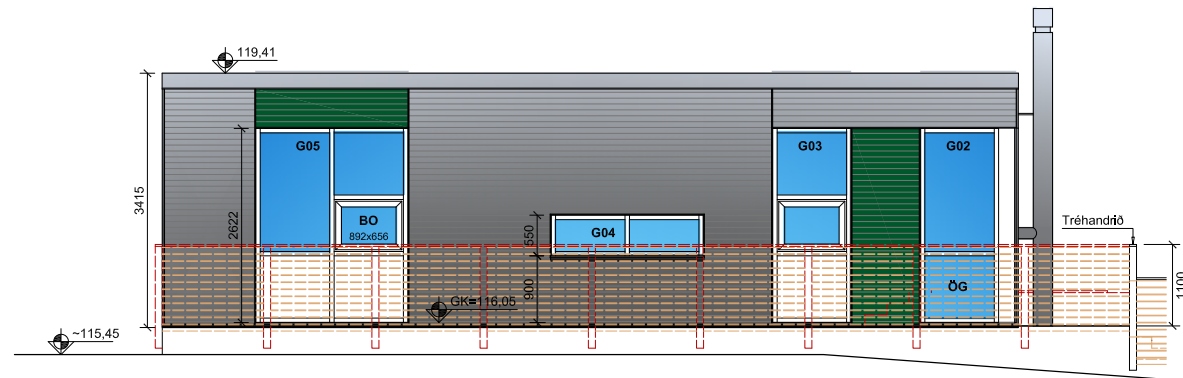 119,41
G05
G03
G02
3415
2622
BO
892x656
550
G04
Tréhandrið
900
GK=116,05
ÖG
1100
~115,45